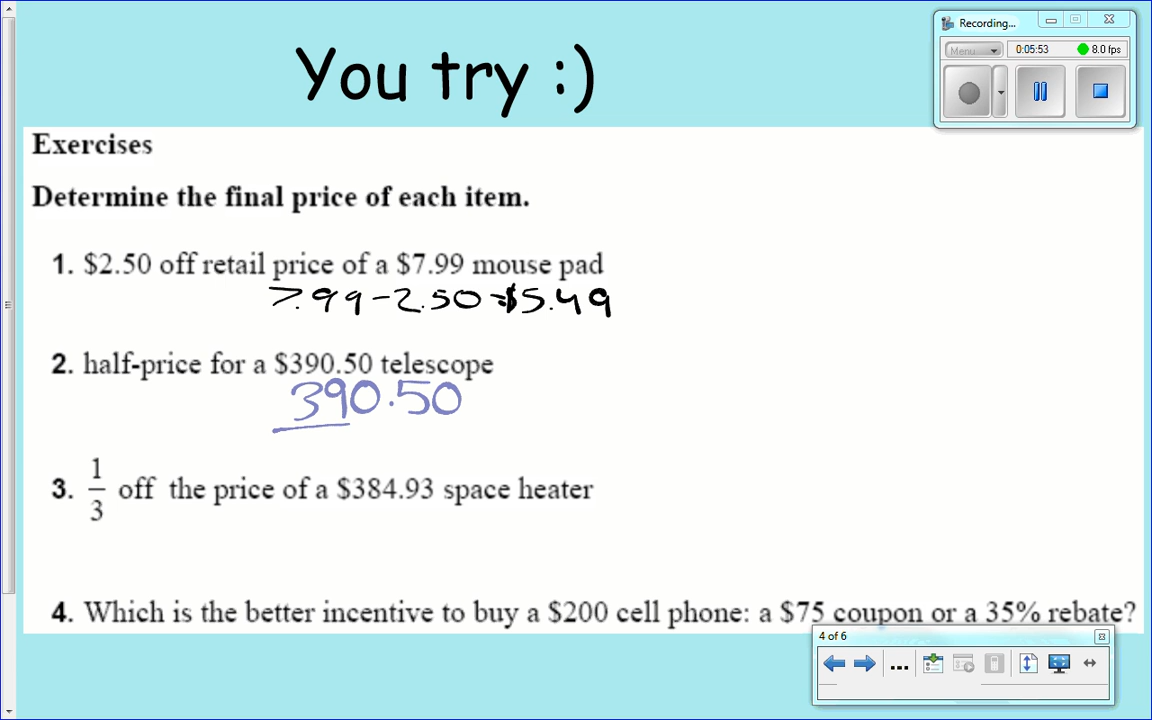 Recording...
Menu
0:05:53
8.0 fps
You try :)
Exercises
Determine the final price of each item.
1. $2.50 off retail price of a $7.99 mouse pad
7.99-2.50=$5.49
2. half-price for a $390.50 telescope
390.50
3. 1/3 off the price of a $384.93 space heater
4. Which is the better incentive to buy a $200 cell phone: a $75 coupon or a 35% rebate?
4 of 6